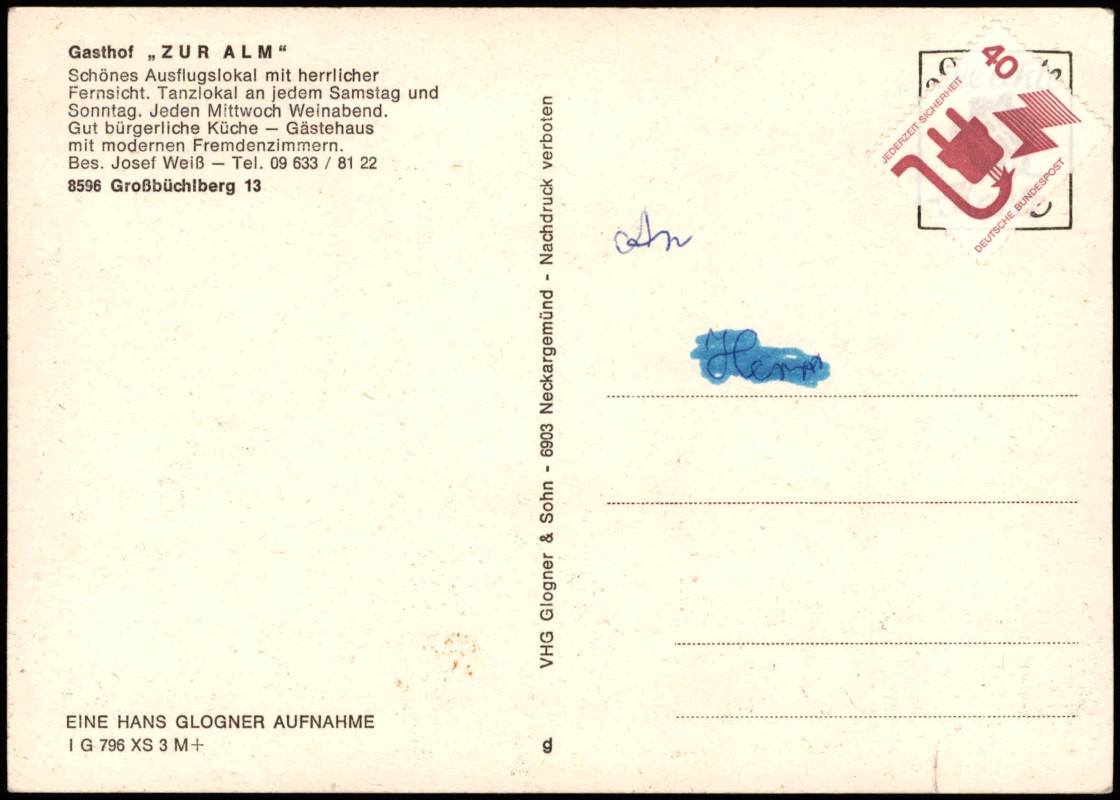 Gasthof „ZUR ALM“
Schönes Ausflugslokal mit herrlicher
Fernsicht. Tanzlokal an jedem Samstag und
Sonntag. Jeden Mittwoch Weinabend.
Gut bürgerliche Küche — Gästehaus
mit modernen Fremdenzimmern.
Bes. Josef Weiß — Tel. 09 633 / 81 22
8596 Großbüchlberg 13
EINE HANS GLOGNER AUFNAHME
I G 796 XS 3 M+
VHG Glogner & Sohn - 6903 Neckargemünd - Nachdruck verboten
g
40
JEDERZEIT SICHERHEIT
DEUTSCHE BUNDESPOST
An